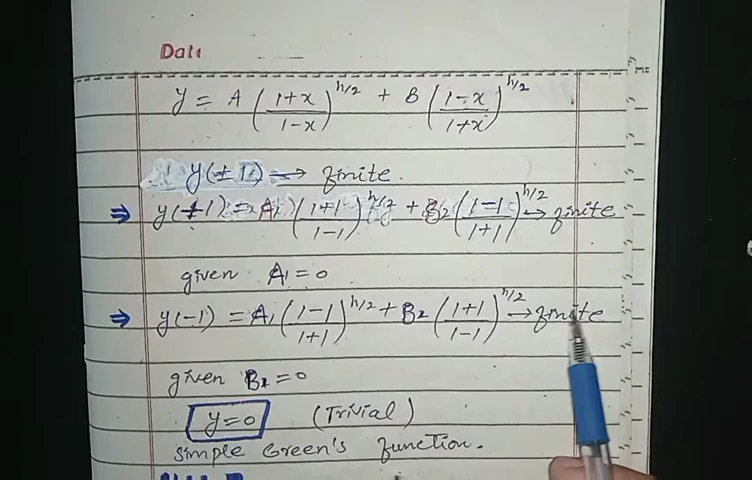 Date
y = A (1+x/1-x)^h/2 + B (1-x/1+x)^h/2
y(±1) → finite.
⇒ y(+1) = A₁ (1+1/1-1)^h/2 + B₂ (1-1/1+1)^h/2 → finite
given A₁ = 0
⇒ y(-1) = A₁ (1-1/1+1)^h/2 + B₂ (1+1/1-1)^h/2 → finite
given B₂ = 0
y=0 (Trivial)
simple Green's function.